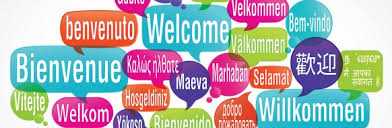 Velkommen
Welcome
Bem-vindo
benvenuto
Välkommen
Καλώς ήλθατε
歡迎
Bienvenue
Maeva
Marhaban
Selamat
Vitejte
Hosgeldiniz
Welkom
Yôkoso
Bienvenido
добро
пожаловать
Willkommen